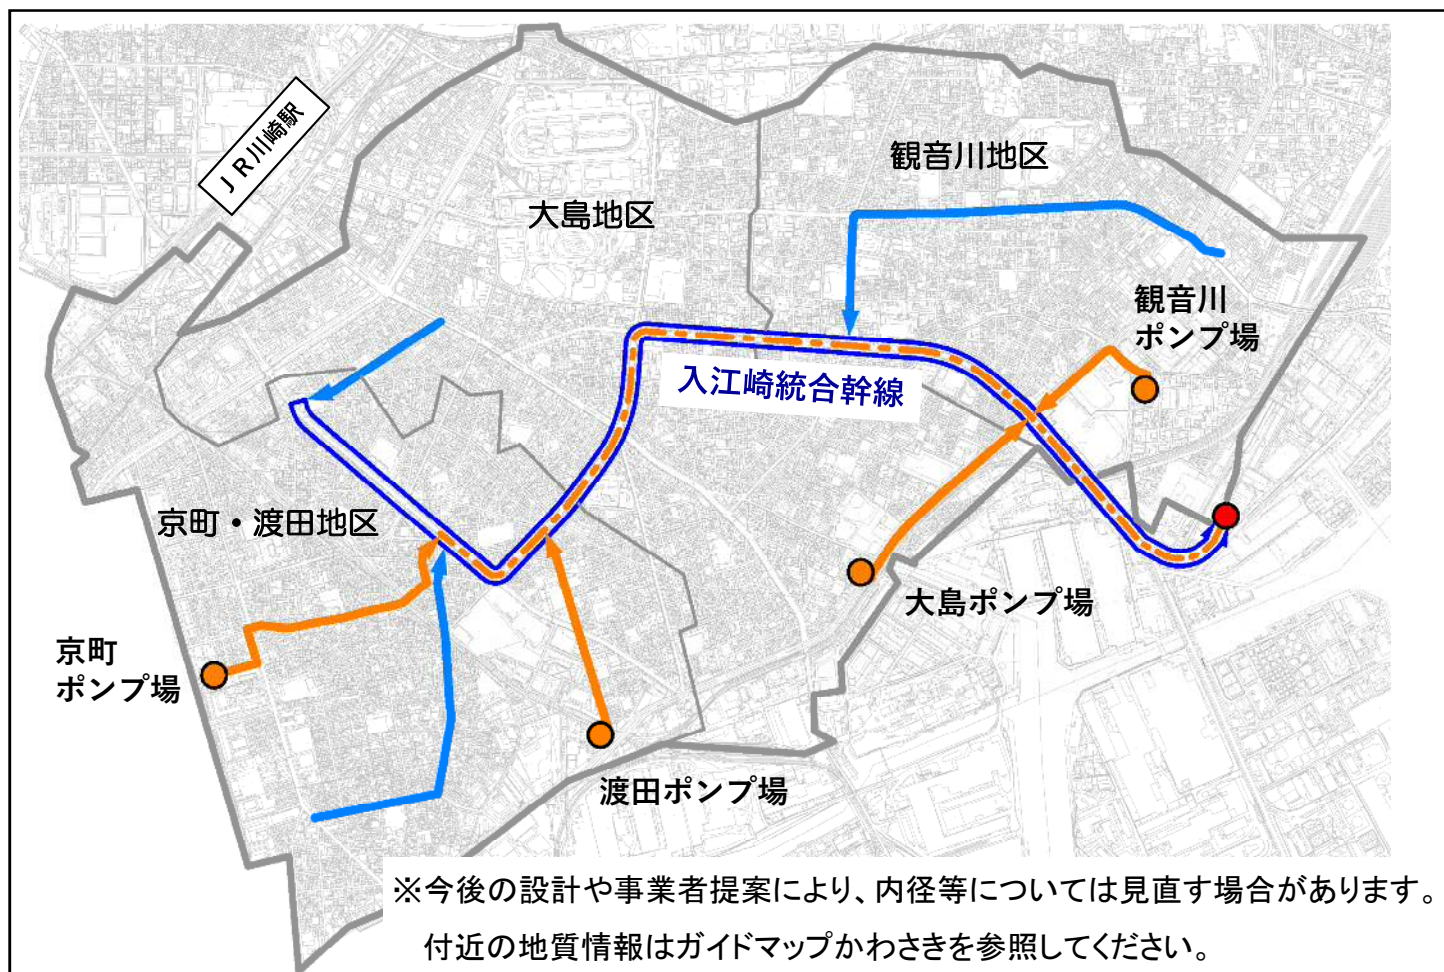 JR川崎駅
観音川地区
大島地区
観音川
ポンプ場
入江崎統合幹線
京町・渡田地区
大島ポンプ場
京町
ポンプ場
渡田ポンプ場
※今後の設計や事業者提案により、内径等については見直す場合があります。
付近の地質情報はガイドマップかわさきを参照してください。